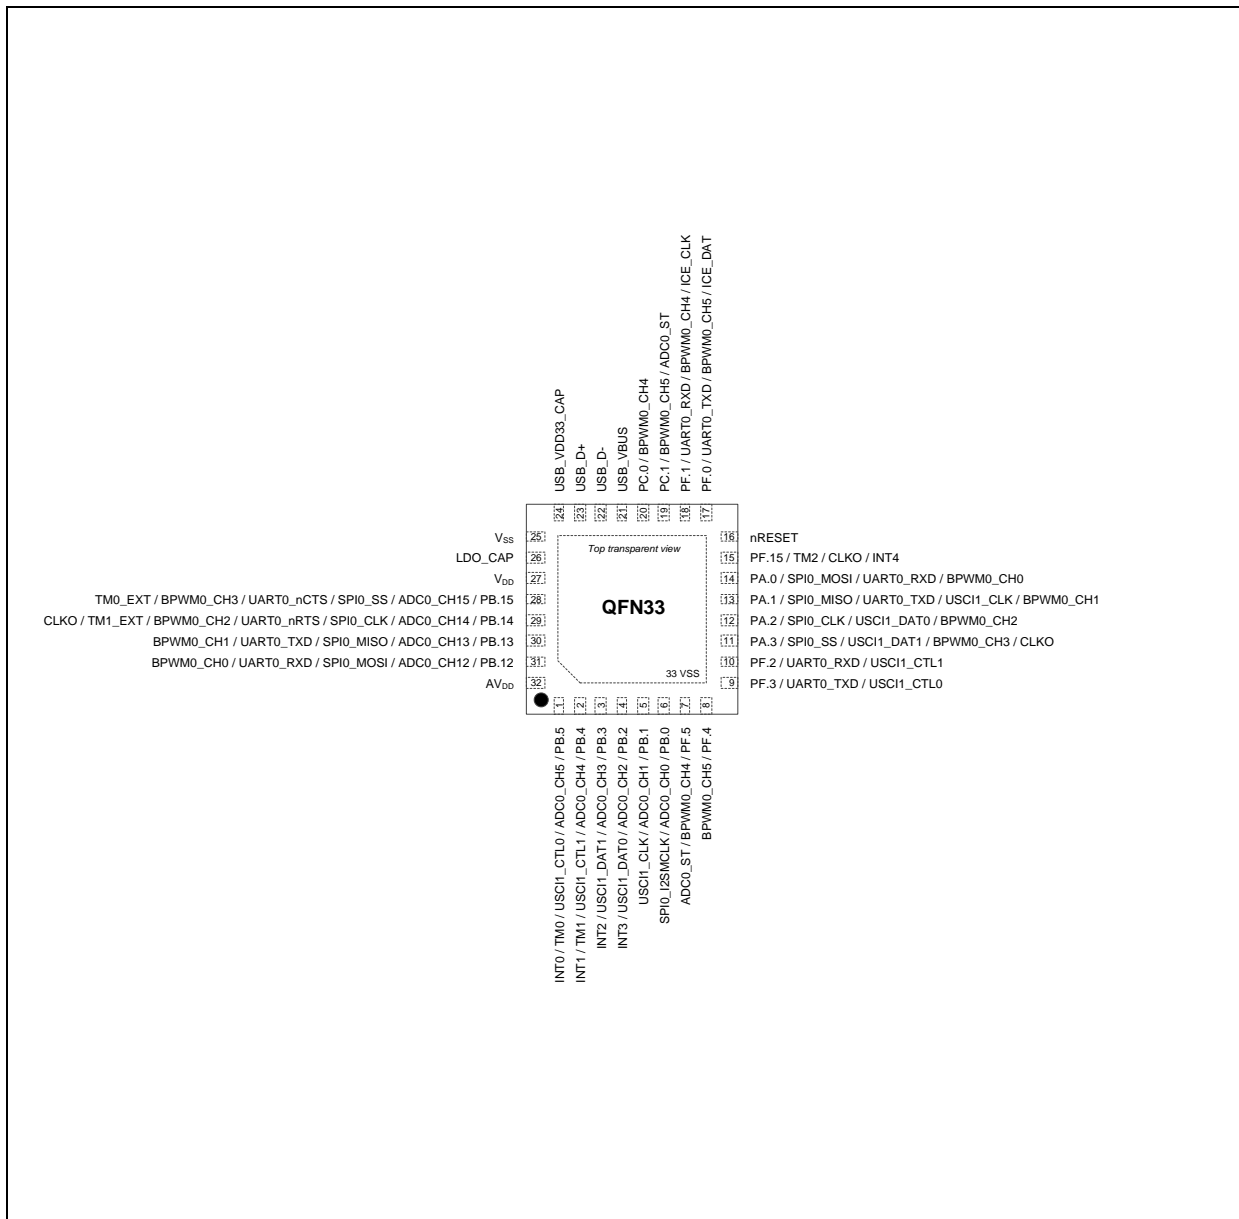 USB_VDD33_CAP
USB_D+
USB_D-
USB_VBUS
PC.0 / BPWM0_CH4
PC.1 / BPWM0_CH5 / ADC0_ST
PF.1 / UART0_RXD / BPWM0_CH4 / ICE_CLK
PF.0 / UART0_TXD / BPWM0_CH5 / ICE_DAT
24
23
22
21
20
19
18
17
VSS 25
LDO_CAP 26
VDD 27
TM0_EXT / BPWM0_CH3 / UART0_nCTS / SPI0_SS / ADC0_CH15 / PB.15 28
CLKO / TM1_EXT / BPWM0_CH2 / UART0_nRTS / SPI0_CLK / ADC0_CH14 / PB.14 29
BPWM0_CH1 / UART0_TXD / SPI0_MISO / ADC0_CH13 / PB.13 30
BPWM0_CH0 / UART0_RXD / SPI0_MOSI / ADC0_CH12 / PB.12 31
AVDD 32
Top transparent view
QFN33
33 VSS
16 nRESET
15 PF.15 / TM2 / CLKO / INT4
14 PA.0 / SPI0_MOSI / UART0_RXD / BPWM0_CH0
13 PA.1 / SPI0_MISO / UART0_TXD / USCI1_CLK / BPWM0_CH1
12 PA.2 / SPI0_CLK / USCI1_DAT0 / BPWM0_CH2
11 PA.3 / SPI0_SS / USCI1_DAT1 / BPWM0_CH3 / CLKO
10 PF.2 / UART0_RXD / USCI1_CTL1
9 PF.3 / UART0_TXD / USCI1_CTL0
1
2
3
4
5
6
7
8
INT0 / TM0 / USCI1_CTL0 / ADC0_CH5 / PB.5
INT1 / TM1 / USCI1_CTL1 / ADC0_CH4 / PB.4
INT2 / USCI1_DAT1 / ADC0_CH3 / PB.3
INT3 / USCI1_DAT0 / ADC0_CH2 / PB.2
USCI1_CLK / ADC0_CH1 / PB.1
SPI0_I2SMCLK / ADC0_CH0 / PB.0
ADC0_ST / BPWM0_CH4 / PF.5
BPWM0_CH5 / PF.4